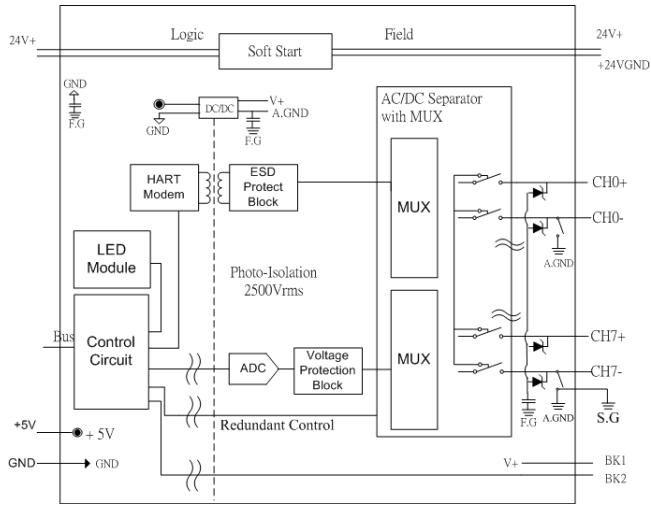 Logic
Field
24V+
Soft Start
24V+
+24VGND
GND
F.G
DC/DC
V+
A.GND
GND
F.G
AC/DC Separator
with MUX
HART
Modem
ESD
Protect
Block
MUX
CH0+
CH0-
A.GND
LED
Module
Photo-Isolation
2500Vrms
Bus
Control
Circuit
ADC
Voltage
Protection
Block
MUX
CH7+
CH7-
F.G
A.GND
S.G
Redundant Control
+5V
+ 5V
GND
GND
V+
BK1
BK2